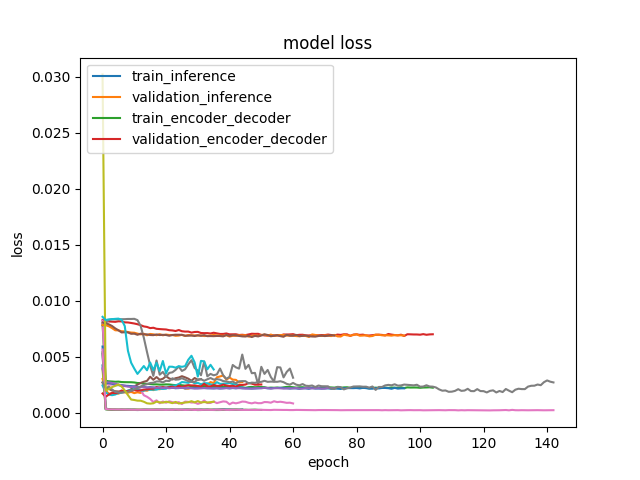 model loss
train_inference
validation_inference
train_encoder_decoder
validation_encoder_decoder
loss
0.030
0.025
0.020
0.015
0.010
0.005
0.000
0 20 40 60 80 100 120 140
epoch